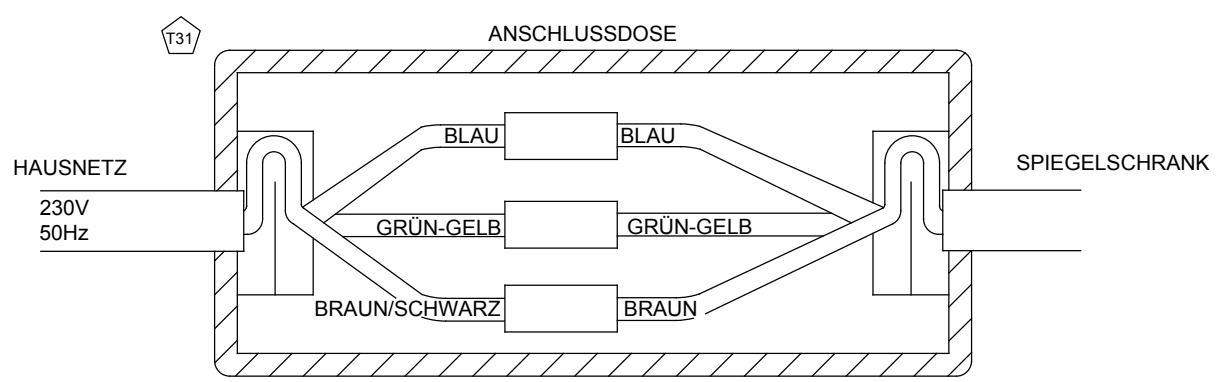 T31
ANSCHLUSSDOSE
HAUSNETZ
230V
50Hz
SPIEGELSCHRANK
BLAU
BLAU
GRÜN-GELB
GRÜN-GELB
BRAUN/SCHWARZ
BRAUN